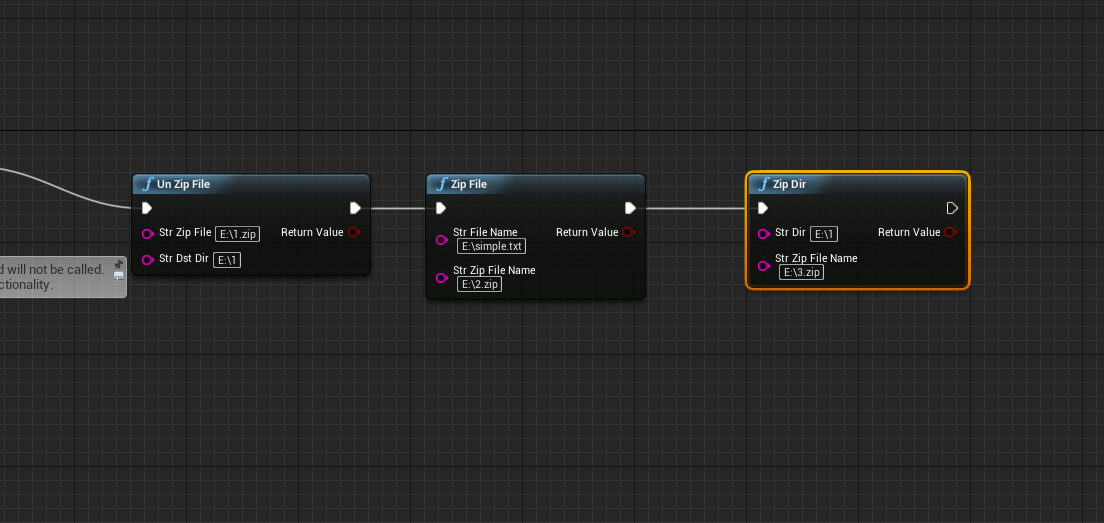 Un Zip File
Str Zip File E:\1.zip Return Value
Str Dst Dir E:\1
Zip File
Str File Name Return Value
E:\simple.txt
Str Zip File Name
E:\2.zip
Zip Dir
Str Dir E:\1 Return Value
Str Zip File Name
E:\3.zip
will not be called.
ctionality.